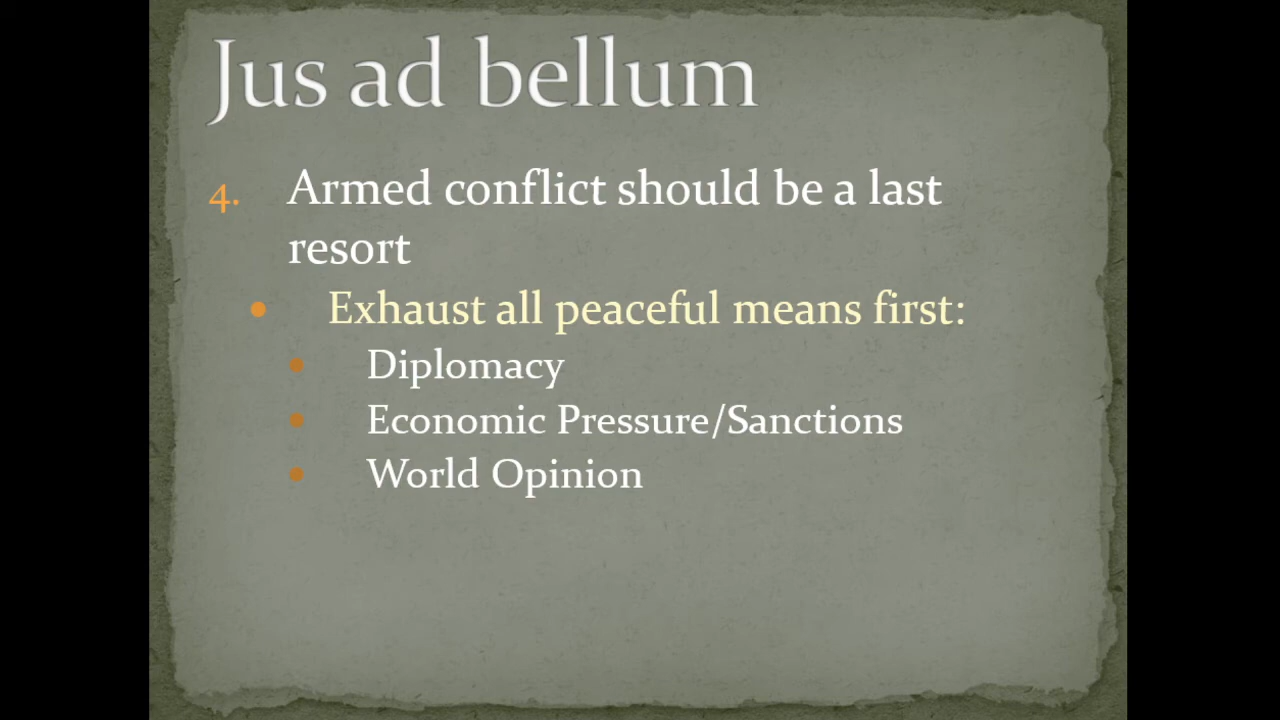 Jus ad bellum
4. Armed conflict should be a last
resort
• Exhaust all peaceful means first:
• Diplomacy
• Economic Pressure/Sanctions
• World Opinion